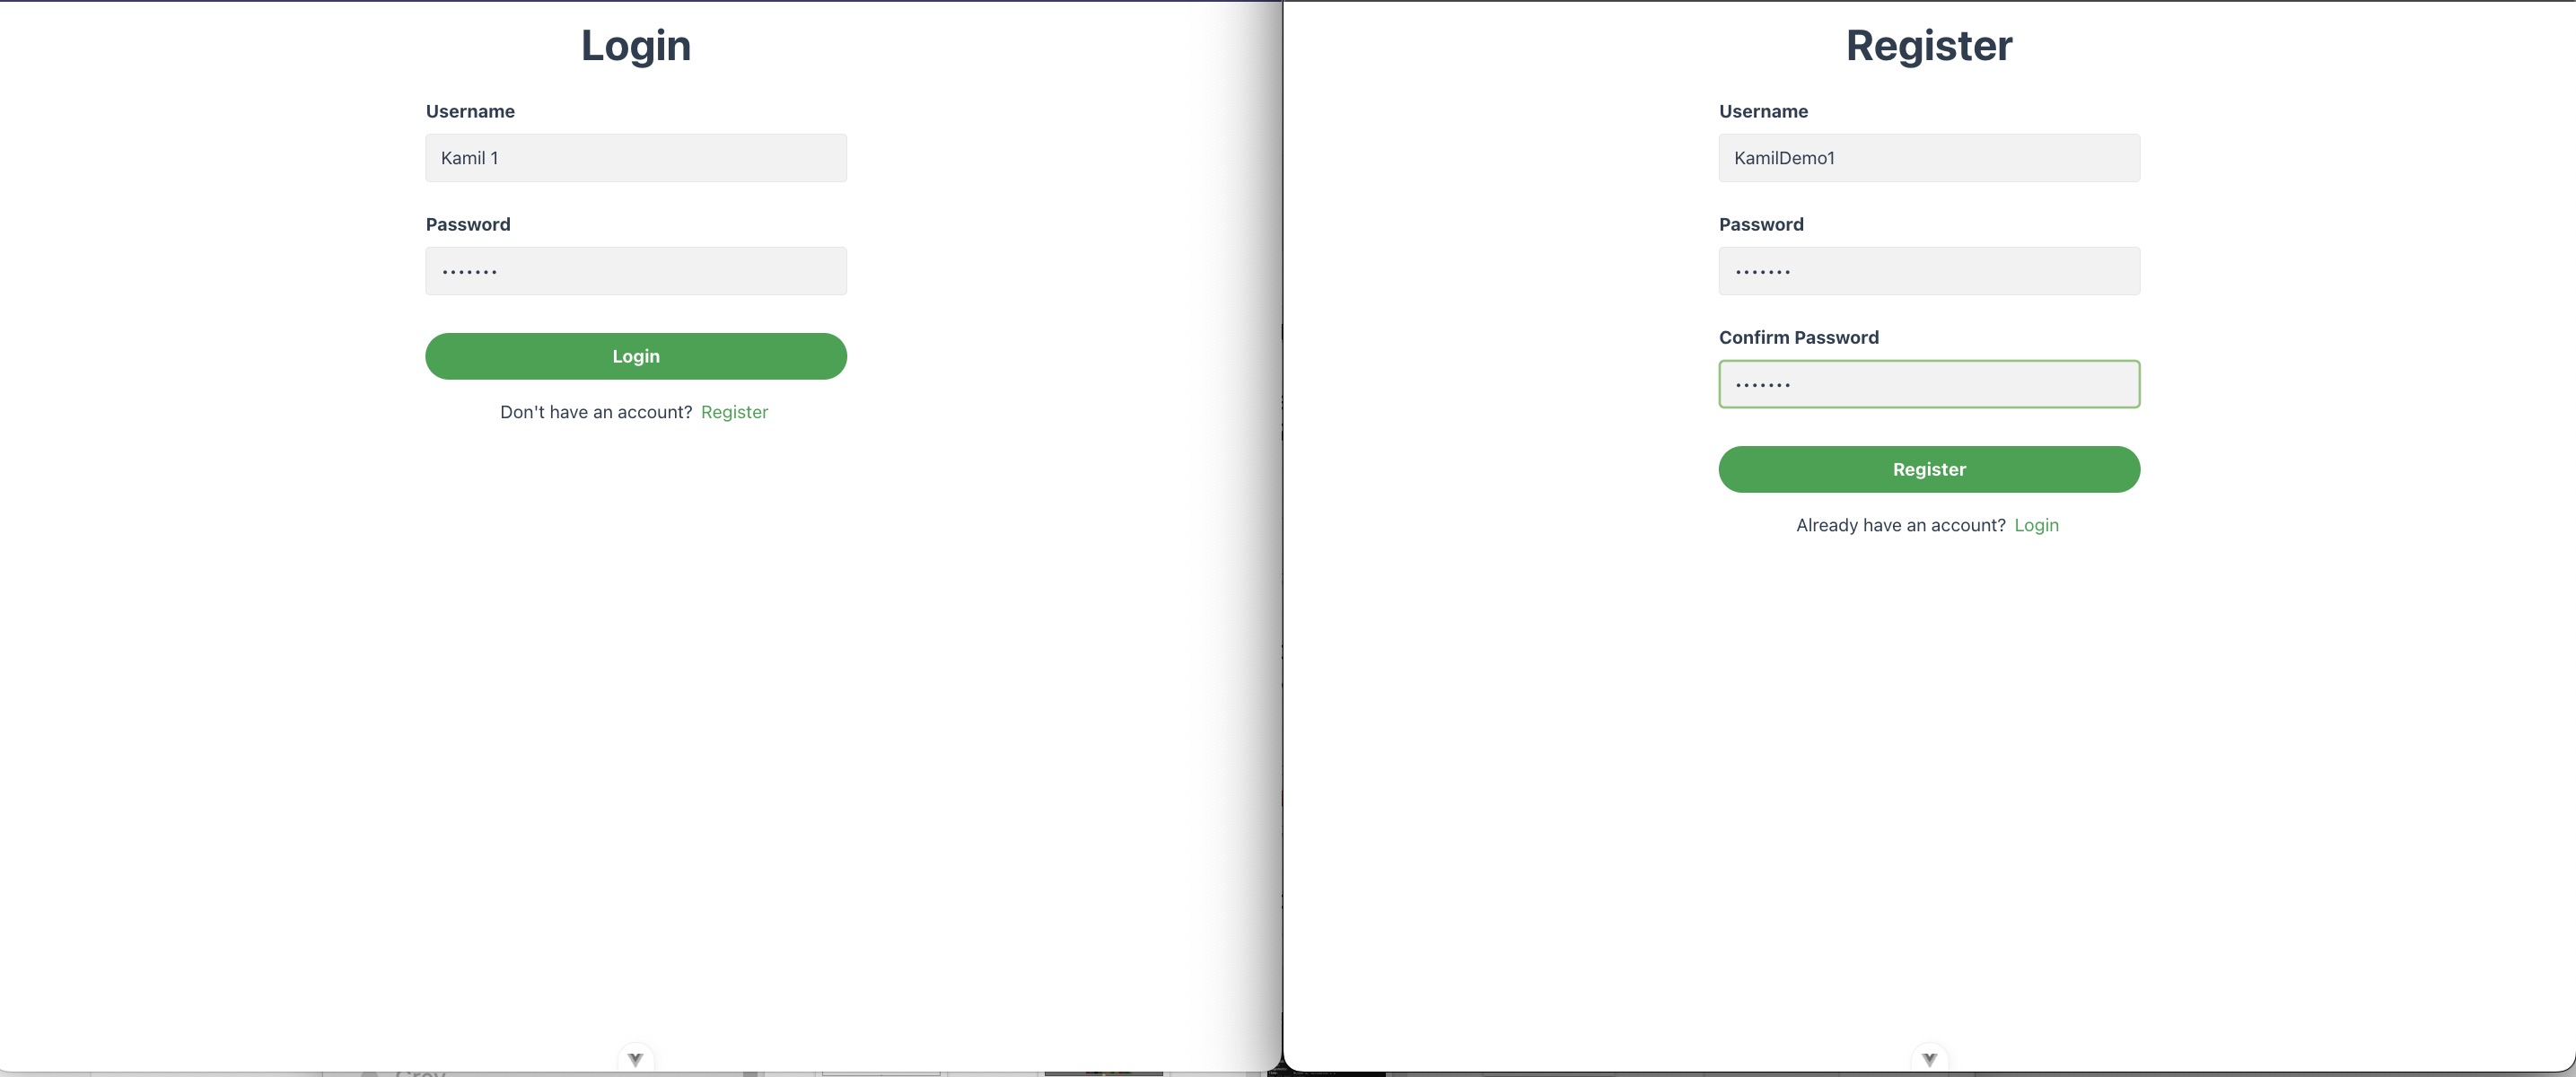 Login
Username
Kamil 1
Password
•••••••
Login
Don't have an account? Register
Register
Username
KamilDemo1
Password
•••••••
Confirm Password
•••••••
Register
Already have an account? Login